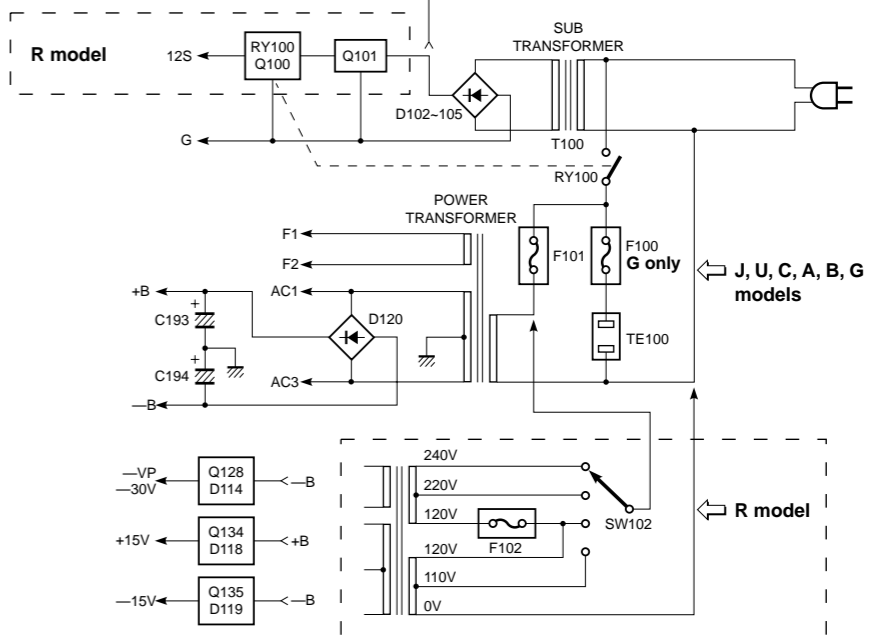 SUB
TRANSFORMER
R model
12S
RY100
Q100
Q101
D102~105
G
T100
RY100
POWER
TRANSFORMER
F1
F2
F101
F100
G only
J, U, C, A, B, G
models
+B
AC1
D120
+
C193
TE100
+
C194
AC3
—B
240V
—VP
—30V
Q128
D114
—B
220V
R model
120V
SW102
F102
+15V
Q134
D118
+B
120V
110V
—15V
Q135
D119
—B
0V